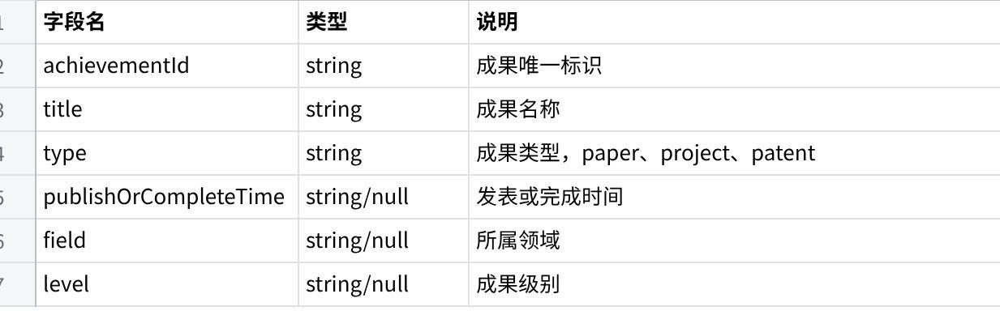 1 字段名 类型 说明
2 achievementId string 成果唯一标识
3 title string 成果名称
4 type string 成果类型，paper、project、patent
5 publishOrCompleteTime string/null 发表或完成时间
6 field string/null 所属领域
7 level string/null 成果级别